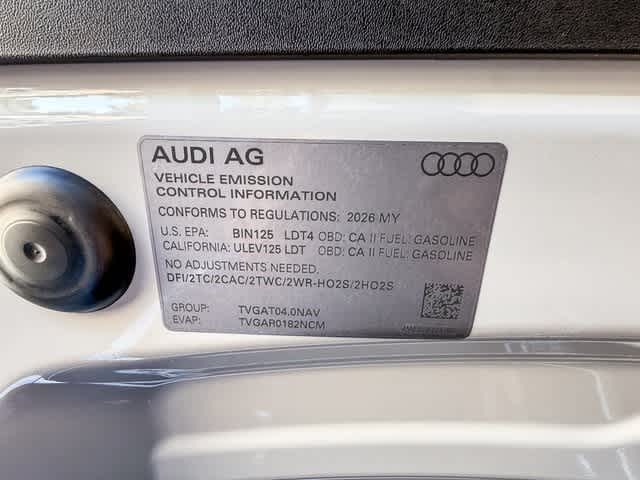 AUDI AG
VEHICLE EMISSION
CONTROL INFORMATION
CONFORMS TO REGULATIONS: 2026 MY
U.S. EPA: BIN125 LDT4 OBD: CA II FUEL: GASOLINE
CALIFORNIA: ULEV125 LDT OBD: CA II FUEL: GASOLINE
NO ADJUSTMENTS NEEDED.
DFI/2TC/2CAC/2TWC/2WR-HO2S/2HO2S
GROUP: TVGAT04.0NAV
EVAP: TVGAR0182NCM